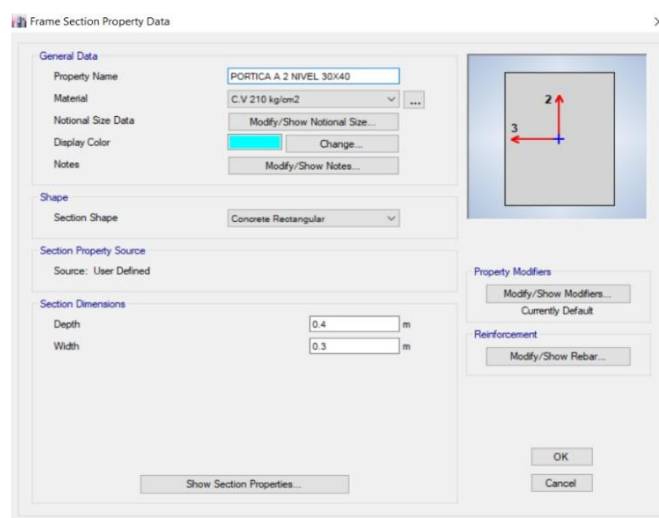 Frame Section Property Data
General Data
Property Name PORTICA A 2 NIVEL 30X40
Material C.V 210 kg/cm2 ...
Notional Size Data Modify/Show Notional Size...
Display Color Change...
Notes Modify/Show Notes...
2
3
Shape
Section Shape Concrete Rectangular
Section Property Source
Source: User Defined
Property Modifiers
Modify/Show Modifiers...
Currently Default
Section Dimensions
Depth 0.4 m
Width 0.3 m
Reinforcement
Modify/Show Rebar...
OK
Show Section Properties... Cancel